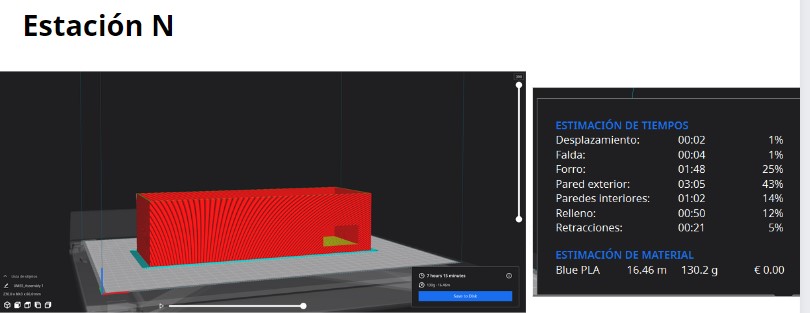 Estación N
7 hours 15 minutes
130g · 16.46m
Save to Disk
ESTIMACIÓN DE TIEMPOS
Desplazamiento: 00:02 1%
Falda: 00:04 1%
Forro: 01:48 25%
Pared exterior: 03:05 43%
Paredes interiores: 01:02 14%
Relleno: 00:50 12%
Retracciones: 00:21 5%
ESTIMACIÓN DE MATERIAL
Blue PLA 16.46 m 130.2 g € 0.00